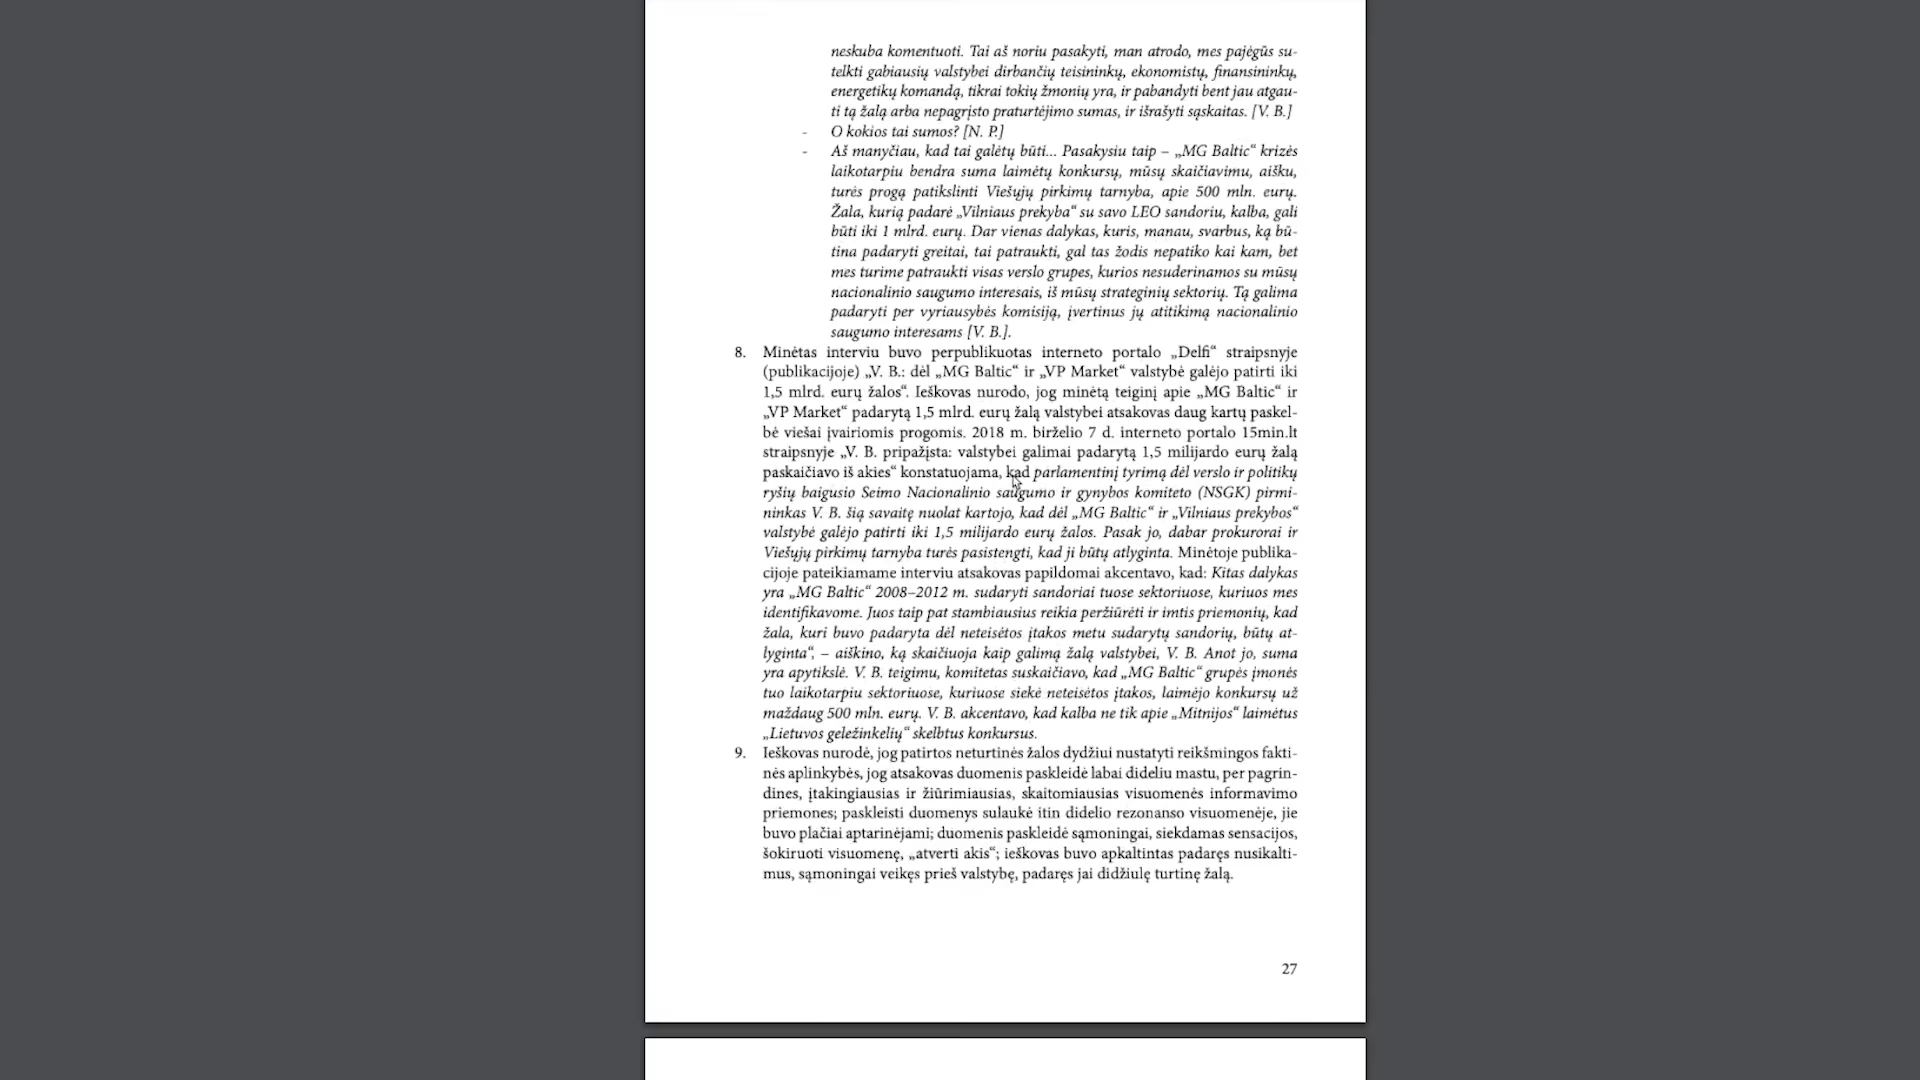 neskuba komentuoti. Tai aš noriu pasakyti, man atrodo, mes pajėgūs su-
telkti gabiausių valstybei dirbančių teisininkų, ekonomistų, finansininkų,
energetikų komandą, tikrai tokių žmonių yra, ir pabandyti bent jau atgau-
ti tą žalą arba nepagrįsto praturtėjimo sumas, ir išrašyti sąskaitas. [V. B.]
- O kokios tai sumos? [N. P.]
- Aš manyčiau, kad tai galėtų būti... Pasakysiu taip – „MG Baltic“ krizės
laikotarpiu bendra suma laimėtų konkursų, mūsų skaičiavimu, aišku,
turės progą patikslinti Viešųjų pirkimų tarnyba, apie 500 mln. eurų.
Žala, kurią padarė „Vilniaus prekyba“ su savo LEO sandoriu, kalba, gali
būti iki 1 mlrd. eurų. Dar vienas dalykas, kuris, manau, svarbus, ką bū-
tina padaryti greitai, tai patraukti, gal tas žodis nepatiko kai kam, bet
mes turime patraukti visas verslo grupes, kurios nesuderinamos su mūsų
nacionalinio saugumo interesais, iš mūsų strateginių sektorių. Tą galima
padaryti per vyriausybės komisiją, įvertinus jų atitikimą nacionalinio
saugumo interesams [V. B.].
8. Minėtas interviu buvo perpublikuotas interneto portalo „Delfi“ straipsnyje
(publikacijoje) „V. B.: dėl „MG Baltic“ ir „VP Market“ valstybė galėjo patirti iki
1,5 mlrd. eurų žalos“. Ieškovas nurodo, jog minėtą teiginį apie „MG Baltic“ ir
„VP Market“ padarytą 1,5 mlrd. eurų žalą valstybei atsakovas daug kartų paskel-
bė viešai įvairiomis progomis. 2018 m. birželio 7 d. interneto portalo 15min.lt
straipsnyje „V. B. pripažįsta: valstybei galimai padarytą 1,5 milijardo eurų žalą
paskaičiavo iš akies“ konstatuojama, kad parlamentinį tyrimą dėl verslo ir politikų
ryšių baigusio Seimo Nacionalinio saugumo ir gynybos komiteto (NSGK) pirmi-
ninkas V. B. šią savaitę nuolat kartojo, kad dėl „MG Baltic“ ir „Vilniaus prekybos“
valstybė galėjo patirti iki 1,5 milijardo eurų žalos. Pasak jo, dabar prokurorai ir
Viešųjų pirkimų tarnyba turės pasistengti, kad ji būtų atlyginta. Minėtoje publika-
cijoje pateikiamame interviu atsakovas papildomai akcentavo, kad: Kitas dalykas
yra „MG Baltic“ 2008–2012 m. sudaryti sandoriai tuose sektoriuose, kuriuos mes
identifikavome. Juos taip pat stambiausius reikia peržiūrėti ir imtis priemonių, kad
žala, kuri buvo padaryta dėl neteisėtos įtakos metu sudarytų sandorių, būtų at-
lyginta“, – aiškino, ką skaičiuoja kaip galimą žalą valstybei, V. B. Anot jo, suma
yra apytikslė. V. B. teigimu, komitetas suskaičiavo, kad „MG Baltic“ grupės įmonės
tuo laikotarpiu sektoriuose, kuriuose siekė neteisėtos įtakos, laimėjo konkursų už
maždaug 500 mln. eurų. V. B. akcentavo, kad kalba ne tik apie „Mitnijos“ laimėtus
„Lietuvos geležinkelių“ skelbtus konkursus.
9. Ieškovas nurodė, jog patirtos neturtinės žalos dydžiui nustatyti reikšmingos fakti-
nės aplinkybės, jog atsakovas duomenis paskleidė labai dideliu mastu, per pagrin-
dines, įtakingiausias ir žiūrimiausias, skaitomiausias visuomenės informavimo
priemones; paskleisti duomenys sulaukė itin didelio rezonanso visuomenėje, jie
buvo plačiai aptarinėjami; duomenis paskleidė sąmoningai, siekdamas sensacijos,
šokiruoti visuomenę, „atverti akis“; ieškovas buvo apkaltintas padaręs nusikalti-
mus, sąmoningai veikęs prieš valstybę, padaręs jai didžiulę turtinę žalą.
27